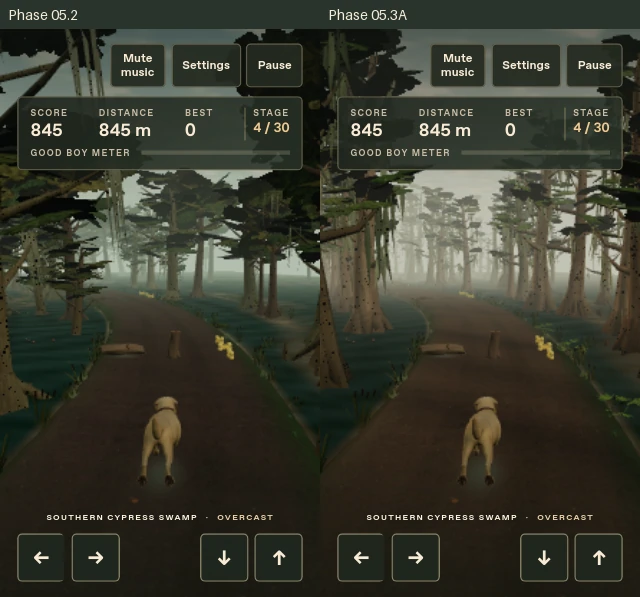 Phase 05.2
Mute music
Settings
Pause
SCORE
845
DISTANCE
845 m
BEST
0
STAGE
4 / 30
GOOD BOY METER
SOUTHERN CYPRESS SWAMP · OVERCAST
← → ↓ ↑
Phase 05.3A
Mute music
Settings
Pause
SCORE
845
DISTANCE
845 m
BEST
0
STAGE
4 / 30
GOOD BOY METER
SOUTHERN CYPRESS SWAMP · OVERCAST
← → ↓ ↑